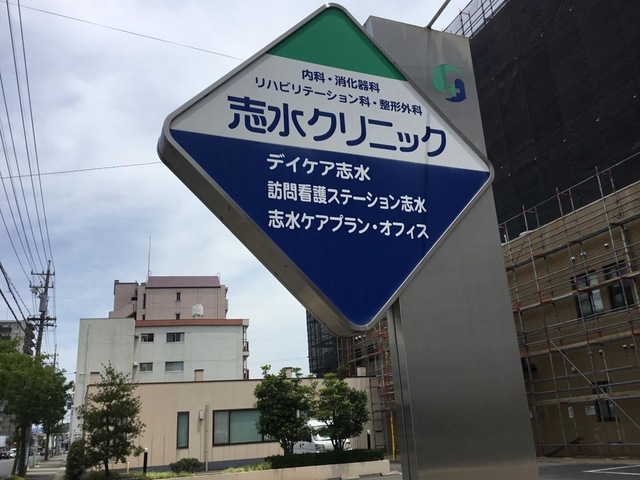 内科・消化器科
リハビリテーション科・整形外科
志水クリニック
デイケア志水
訪問看護ステーション志水
志水ケアプラン・オフィス